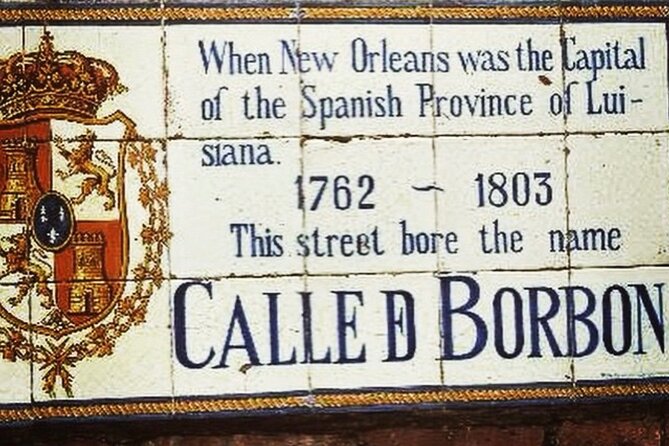 When New Orleans was the Capital
of the Spanish Province of Lui-
siana.
1762 ~ 1803
This street bore the name
CALLE DE BORBON